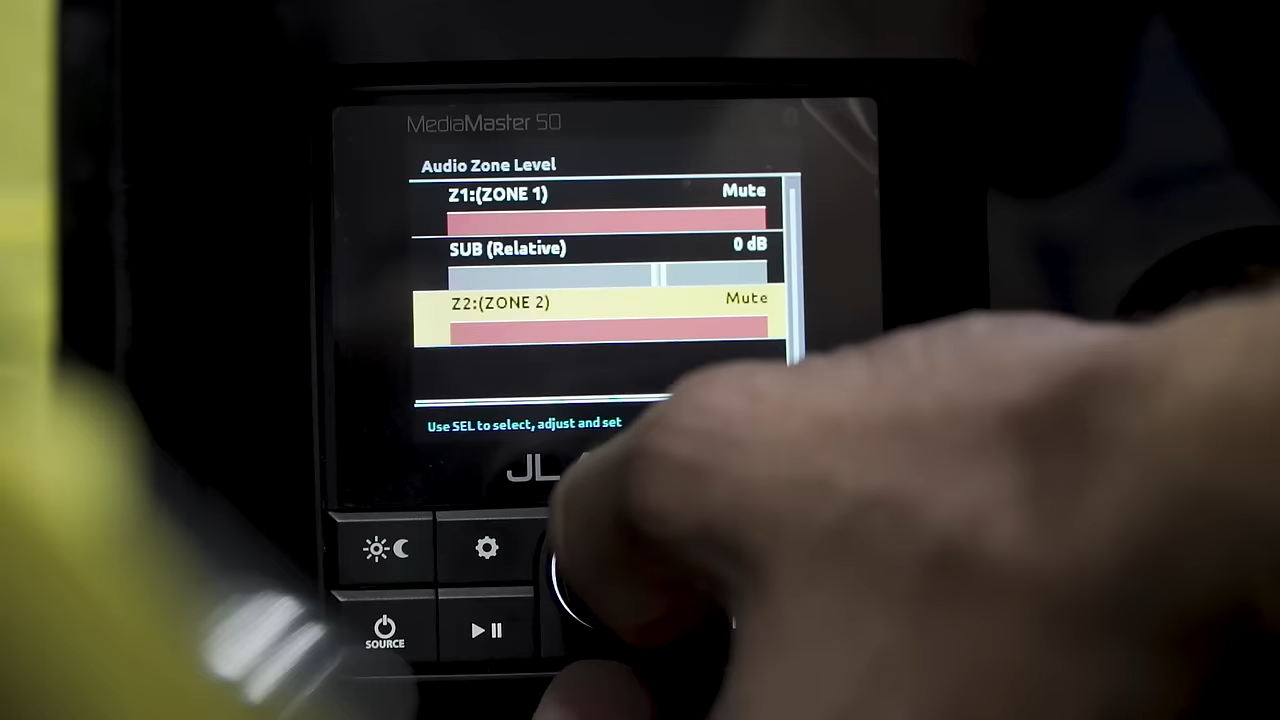 MediaMaster 50
Audio Zone Level
Z1:(ZONE 1) Mute
SUB (Relative) 0 dB
Z2:(ZONE 2) Mute
Use SEL to select, adjust and set
JL
SOURCE